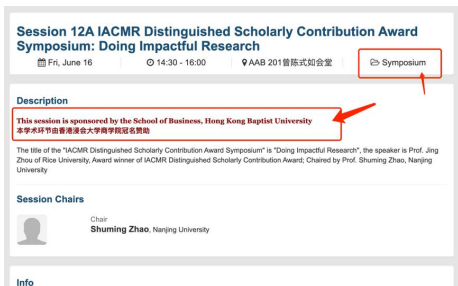 Session 12A IACMR Distinguished Scholarly Contribution Award
Symposium: Doing Impactful Research
Fri, June 16 14:30 - 16:00 AAB 201曾陈式如会堂 Symposium
Description
This session is sponsored by the School of Business, Hong Kong Baptist University
本学术环节由香港浸会大学商学院冠名赞助
The title of the "IACMR Distinguished Scholarly Contribution Award Symposium" is "Doing Impactful Research", the speaker is Prof. Jing
Zhou of Rice University, Award winner of IACMR Distinguished Scholarly Contribution Award; Chaired by Prof. Shuming Zhao, Nanjing
University
Session Chairs
Chair
Shuming Zhao, Nanjing University
Info